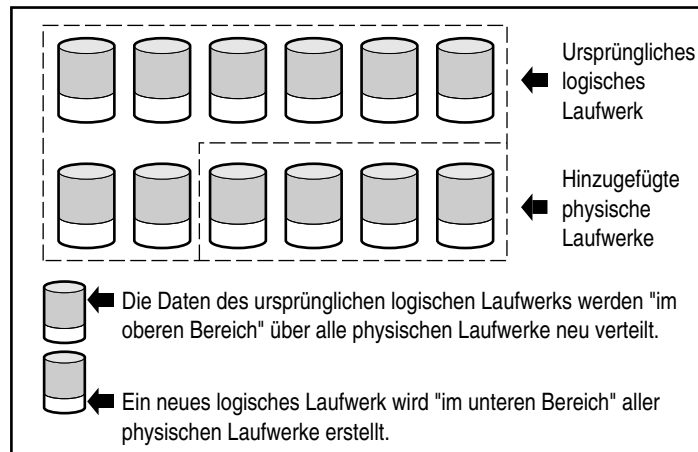 Ursprüngliches
logisches
Laufwerk
Hinzugefügte
physische
Laufwerke
Die Daten des ursprünglichen logischen Laufwerks werden "im
oberen Bereich" über alle physischen Laufwerke neu verteilt.
Ein neues logisches Laufwerk wird "im unteren Bereich" aller
physischen Laufwerke erstellt.